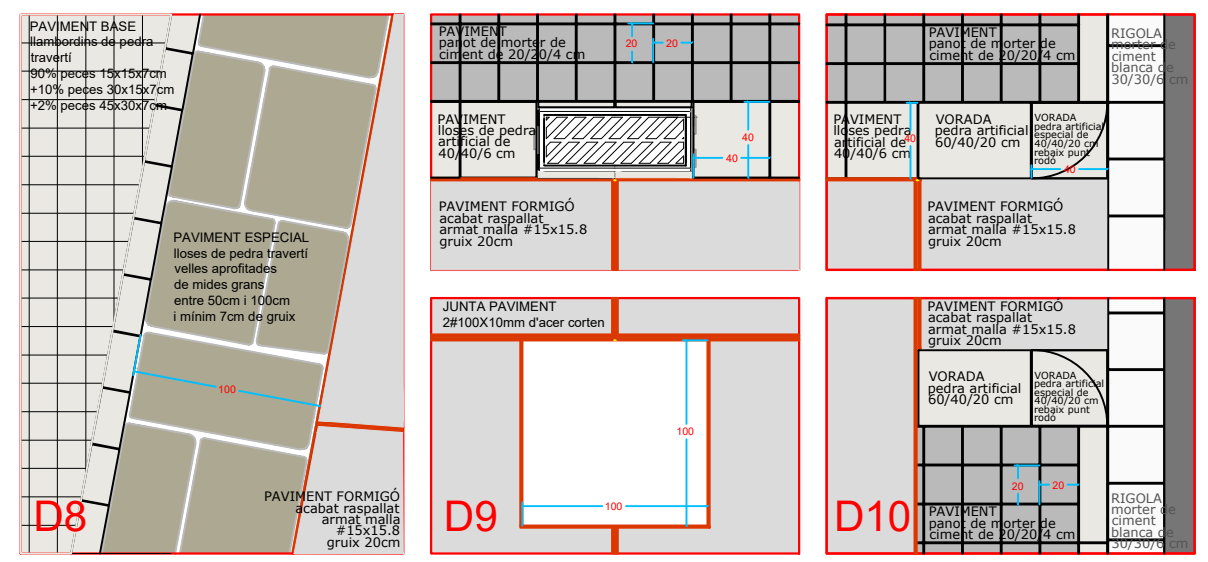 PAVIMENT BASE
llambordins de pedra
travertí
90% peces 15x15x7cm
+10% peces 30x15x7cm
+2% peces 45x30x7cm
PAVIMENT ESPECIAL
lloses de pedra travertí
velles aprofitades
de mides grans
entre 50cm i 100cm
i mínim 7cm de gruix
100
PAVIMENT FORMIGÓ
acabat raspallat
armat malla
#15x15.8
gruix 20cm
D8
PAVIMENT
panot de morter de
ciment de 20/20/4 cm
20
20
PAVIMENT
lloses de pedra
artificial de
40/40/6 cm
40
40
PAVIMENT FORMIGÓ
acabat raspallat
armat malla #15x15.8
gruix 20cm
JUNTA PAVIMENT
2#100X10mm d'acer corten
100
100
D9
PAVIMENT
panot de morter de
ciment de 20/20/4 cm
RIGOLA
morter de
ciment
blanca de
30/30/6 cm
PAVIMENT
lloses pedra
artificial de
40/40/6 cm
40
VORADA
pedra artificial
60/40/20 cm
VORADA
pedra artificial
especial de
40/40/20 cm
rebaix punt
rodó
40
PAVIMENT FORMIGÓ
acabat raspallat
armat malla #15x15.8
gruix 20cm
PAVIMENT FORMIGÓ
acabat raspallat
armat malla #15x15.8
gruix 20cm
VORADA
pedra artificial
60/40/20 cm
VORADA
pedra artificial
especial de
40/40/20 cm
rebaix punt
rodó
20
20
PAVIMENT
panot de morter de
ciment de 20/20/4 cm
RIGOLA
morter de
ciment
blanca de
30/30/6 cm
D10